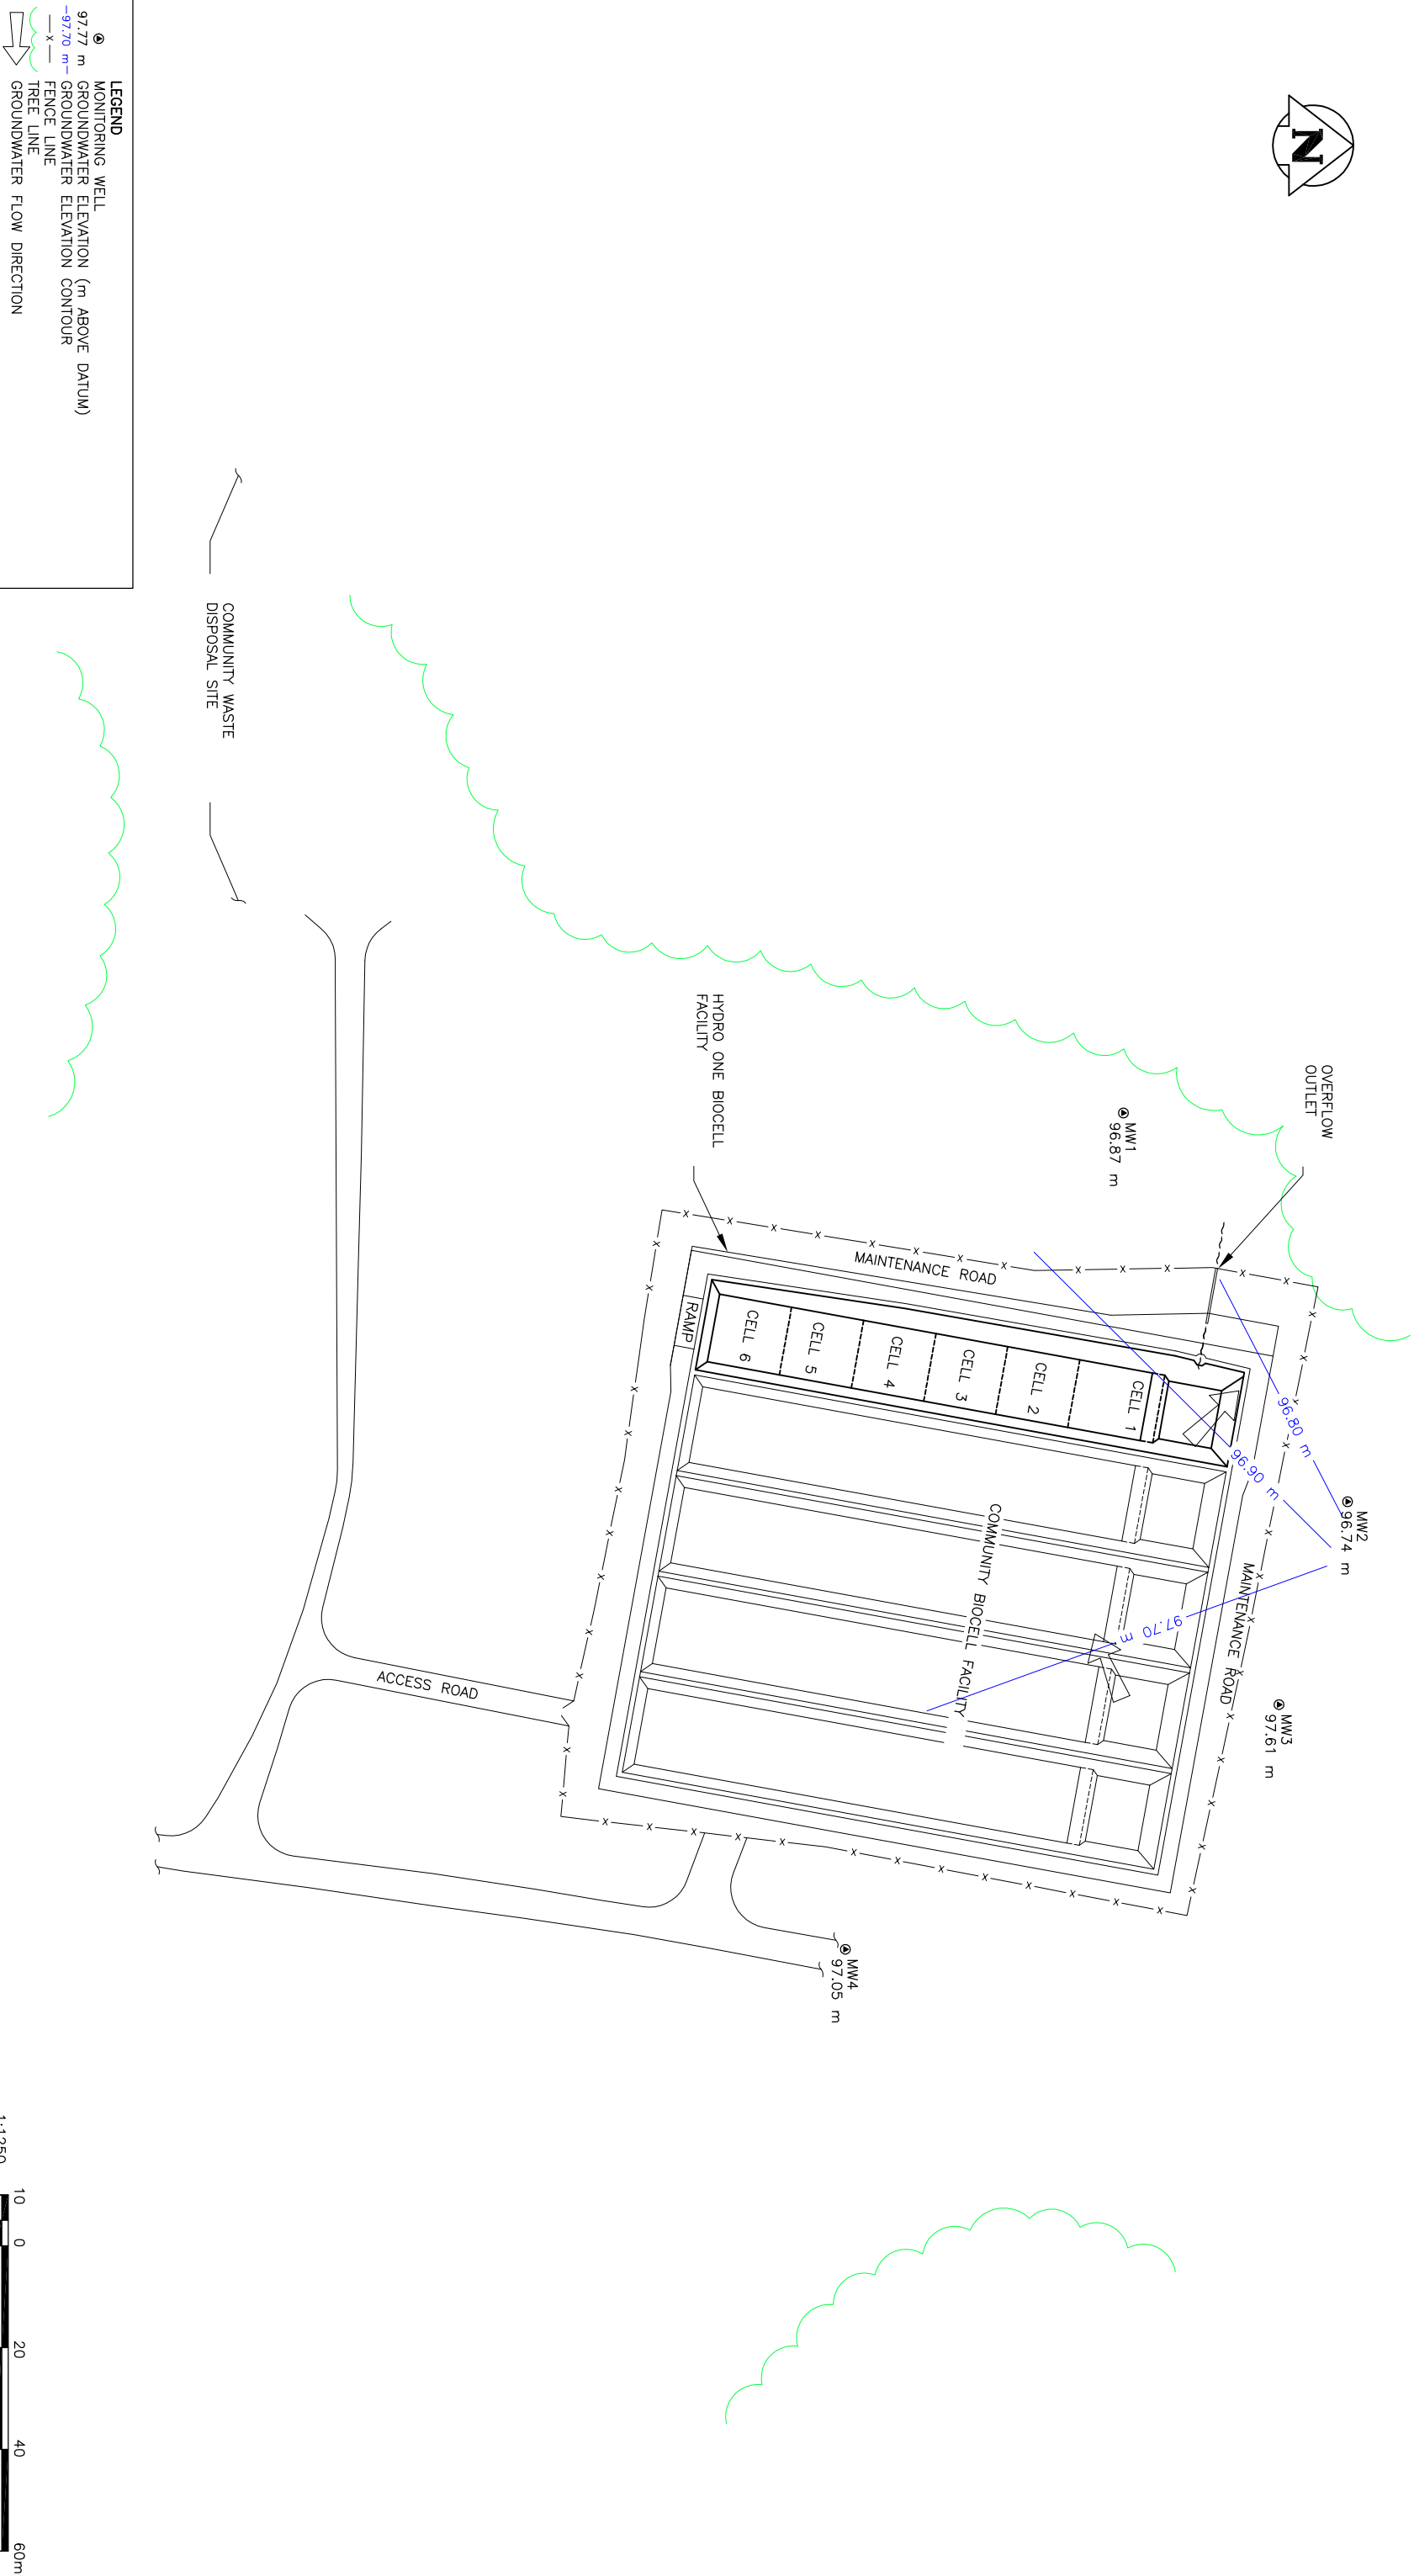 N
OVERFLOW
OUTLET
MW1
96.87 m
MW2
96.74 m
MW3
97.61 m
MW4
97.05 m
96.80 m
96.90 m
97.70 m
MAINTENANCE ROAD
MAINTENANCE ROAD
HYDRO ONE BIOCELL
FACILITY
CELL 1
CELL 2
CELL 3
CELL 4
CELL 5
CELL 6
RAMP
COMMUNITY BIOCELL FACILITY
ACCESS ROAD
COMMUNITY WASTE
DISPOSAL SITE
LEGEND
MONITORING WELL
97.77 m GROUNDWATER ELEVATION (m ABOVE DATUM)
97.70 m GROUNDWATER ELEVATION CONTOUR
x FENCE LINE
TREE LINE
GROUNDWATER FLOW DIRECTION
10 0 20 40 60m
1:1250